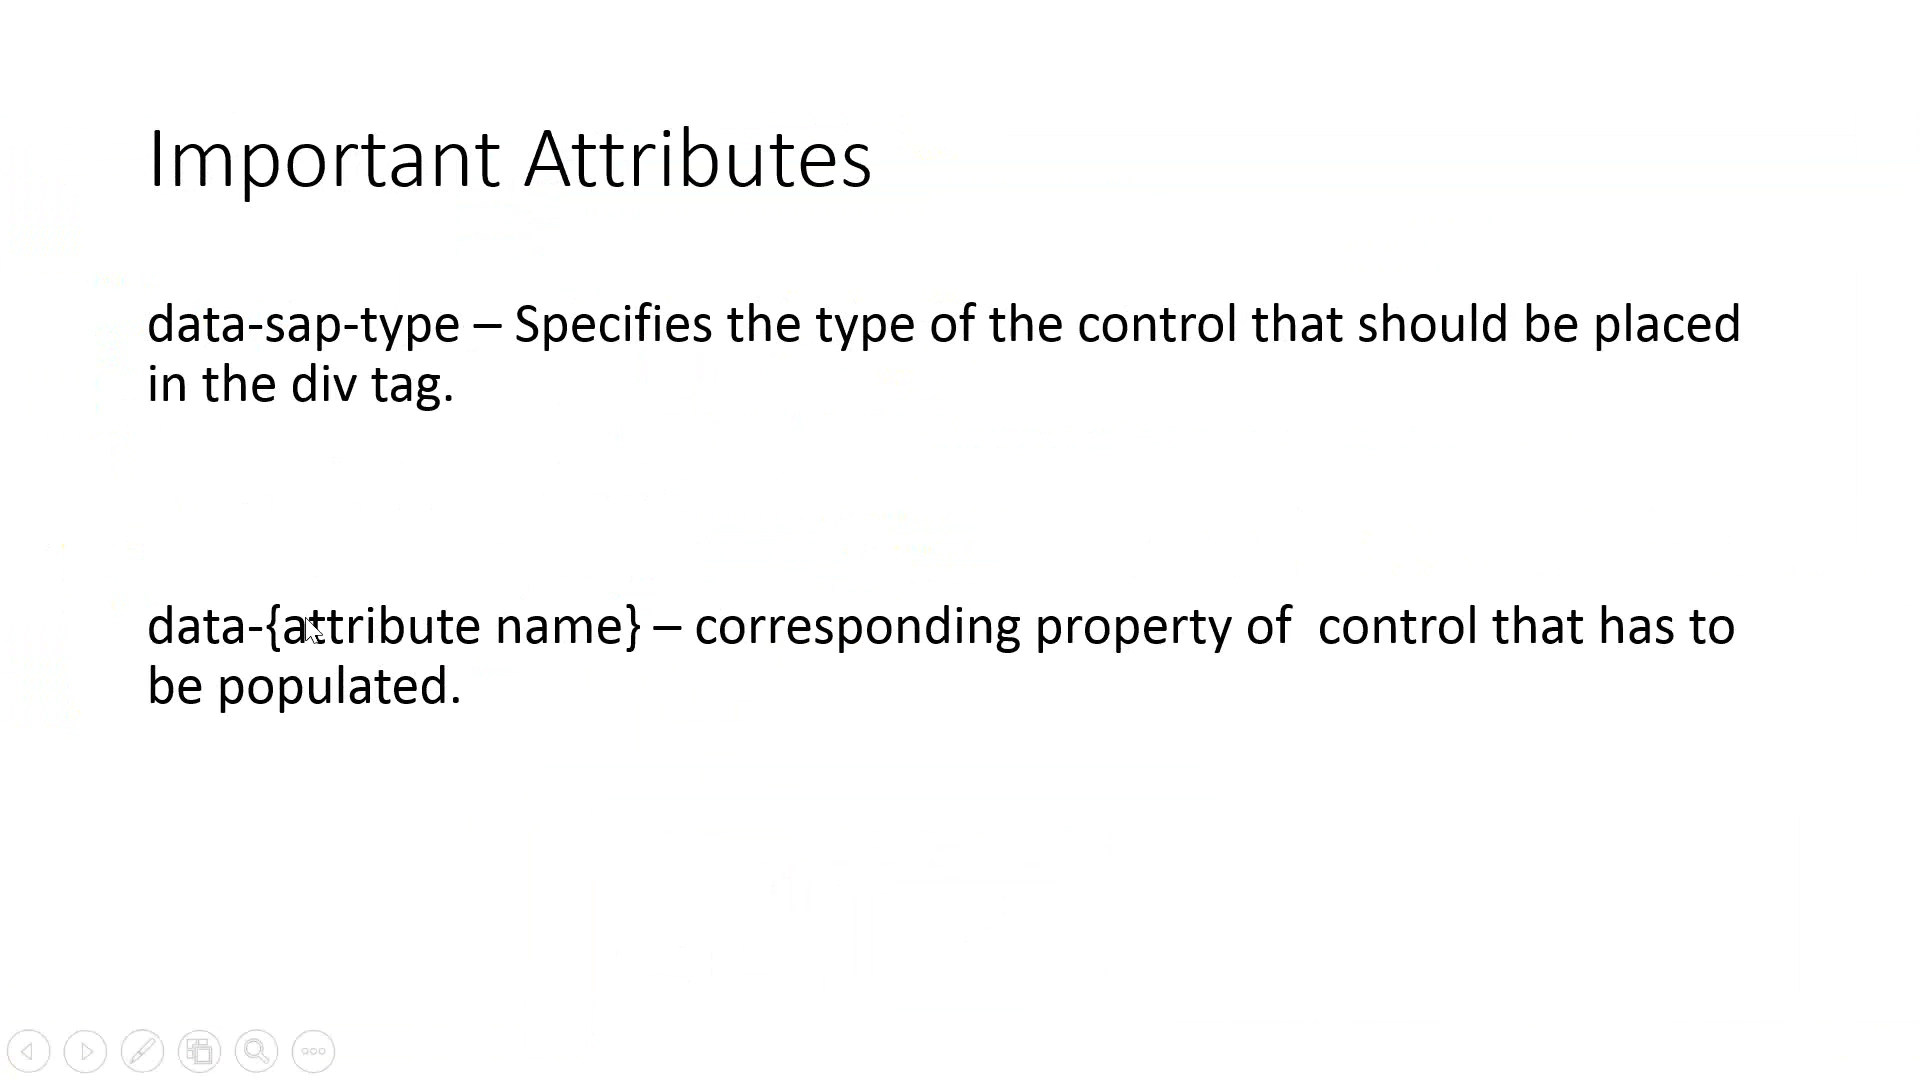 Important Attributes
data-sap-type – Specifies the type of the control that should be placed
in the div tag.
data-{attribute name} – corresponding property of  control that has to
be populated.